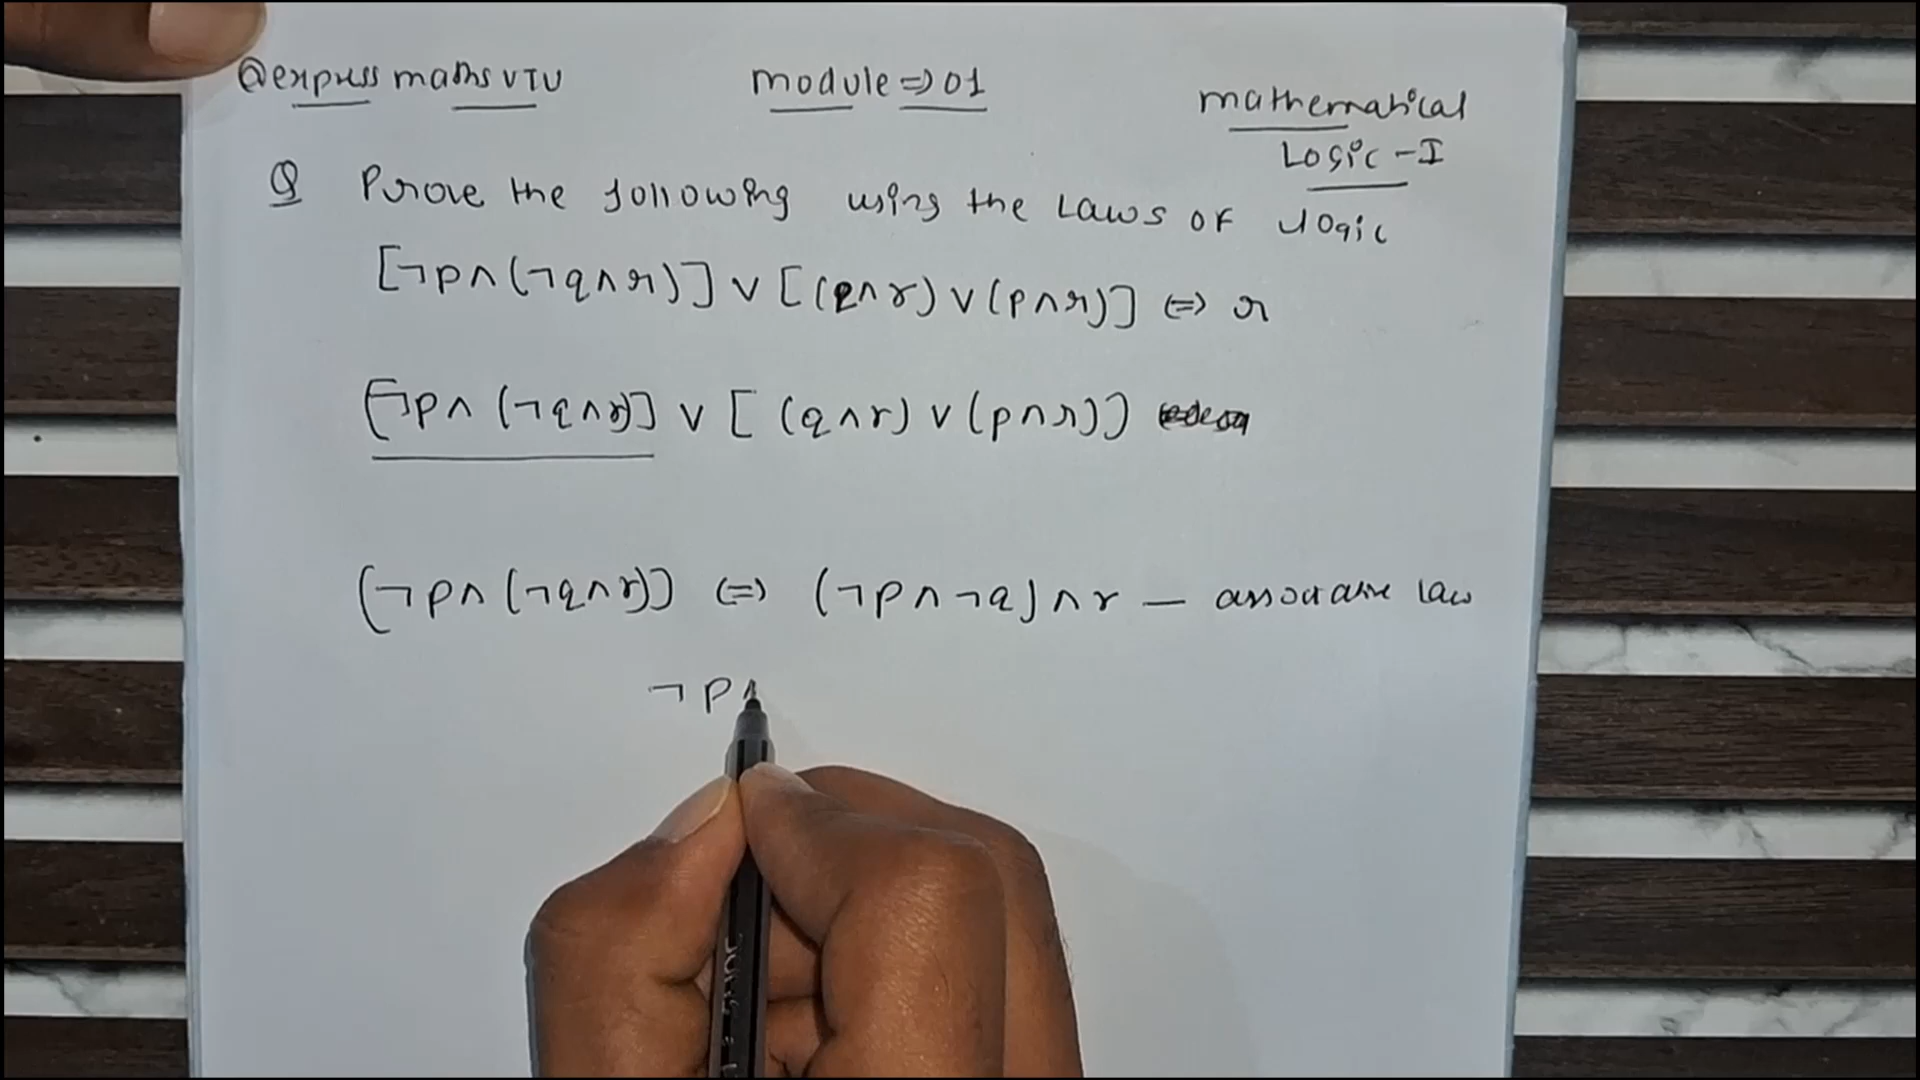 @express maths VTU
module => 01
mathematical
Logic - I
Q Prove the following using the Laws of logic
[¬p∧(¬q∧r)] ∨ [(q∧r) ∨ (p∧r)] <=> r
[¬p∧ (¬q∧r)] ∨ [ (q∧r) ∨ (p∧r)]
(¬p∧(¬q∧r)) <=> (¬p∧¬q)∧r — associative law
¬p∧